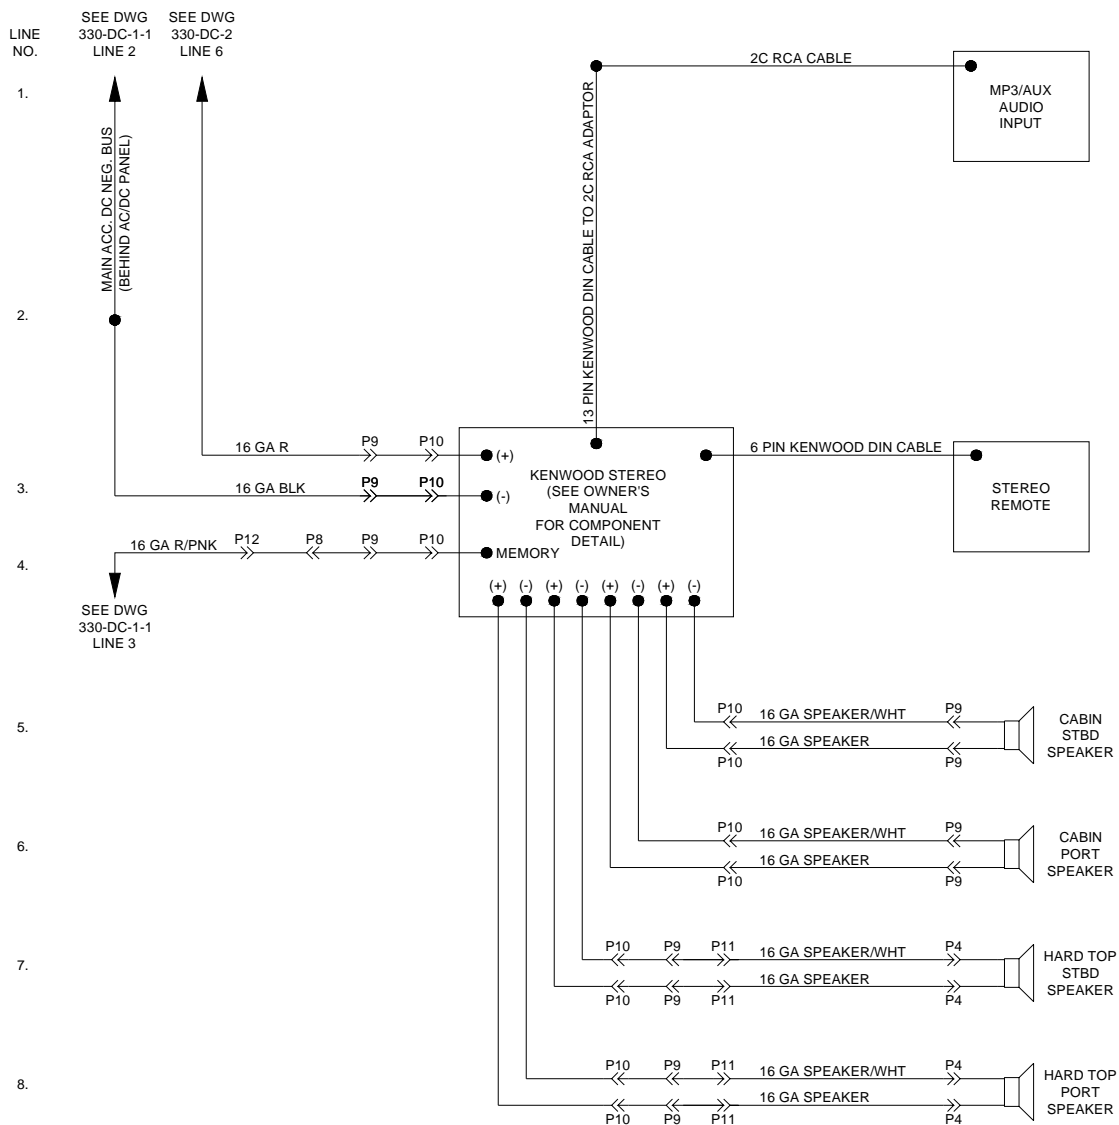 LINE
NO.
SEE DWG
330-DC-1-1
LINE 2
SEE DWG
330-DC-2
LINE 6
1.
MAIN ACC. DC NEG. BUS
(BEHIND AC/DC PANEL)
2C RCA CABLE
13 PIN KENWOOD DIN CABLE TO 2C RCA ADAPTOR
MP3/AUX
AUDIO
INPUT
2.
16 GA R
P9
P10
(+)
KENWOOD STEREO
(SEE OWNER'S
MANUAL
FOR COMPONENT
DETAIL)
6 PIN KENWOOD DIN CABLE
STEREO
REMOTE
3.
16 GA BLK
P9
P10
(-)
4.
16 GA R/PNK
P12
P8
P9
P10
MEMORY
(+) (-) (+) (-) (+) (-) (+) (-)
SEE DWG
330-DC-1-1
LINE 3
5.
P10
16 GA SPEAKER/WHT
P9
16 GA SPEAKER
P10
P9
CABIN
STBD
SPEAKER
6.
P10
16 GA SPEAKER/WHT
P9
16 GA SPEAKER
P10
P9
CABIN
PORT
SPEAKER
7.
P10
P9
P11
16 GA SPEAKER/WHT
P4
16 GA SPEAKER
P10
P9
P11
P4
HARD TOP
STBD
SPEAKER
8.
P10
P9
P11
16 GA SPEAKER/WHT
P4
16 GA SPEAKER
P10
P9
P11
P4
HARD TOP
PORT
SPEAKER